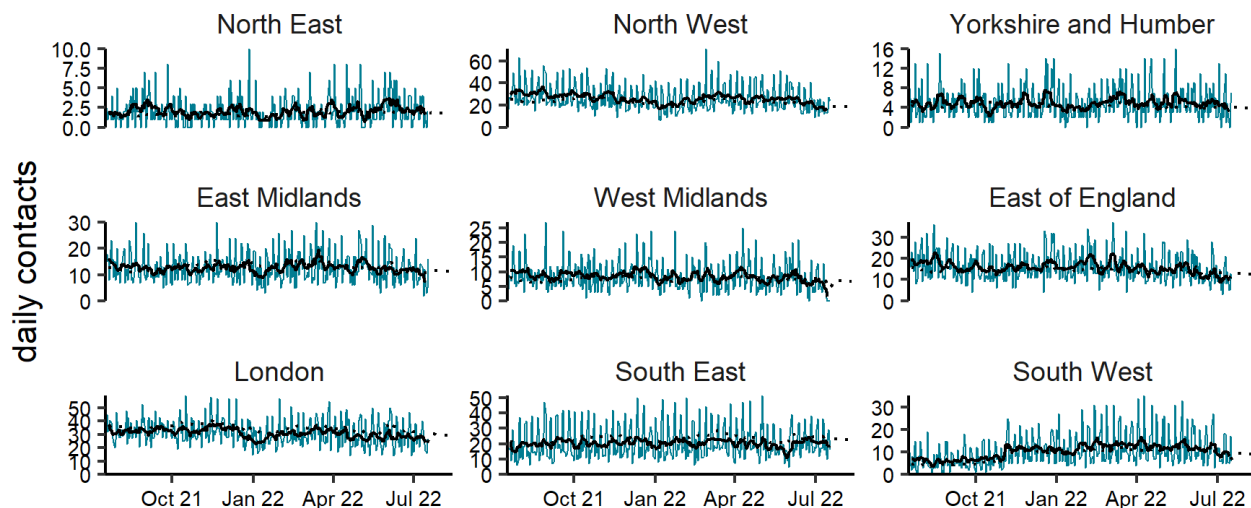 North East
North West
Yorkshire and Humber
10.0
7.5
5.0
2.5
0.0
60
40
20
0
16
12
8
4
0
daily contacts
East Midlands
West Midlands
East of England
30
20
10
0
25
20
15
10
5
0
30
20
10
0
London
South East
South West
50
40
30
20
10
0
50
40
30
20
10
0
30
20
10
0
Oct 21
Jan 22
Apr 22
Jul 22
Oct 21
Jan 22
Apr 22
Jul 22
Oct 21
Jan 22
Apr 22
Jul 22